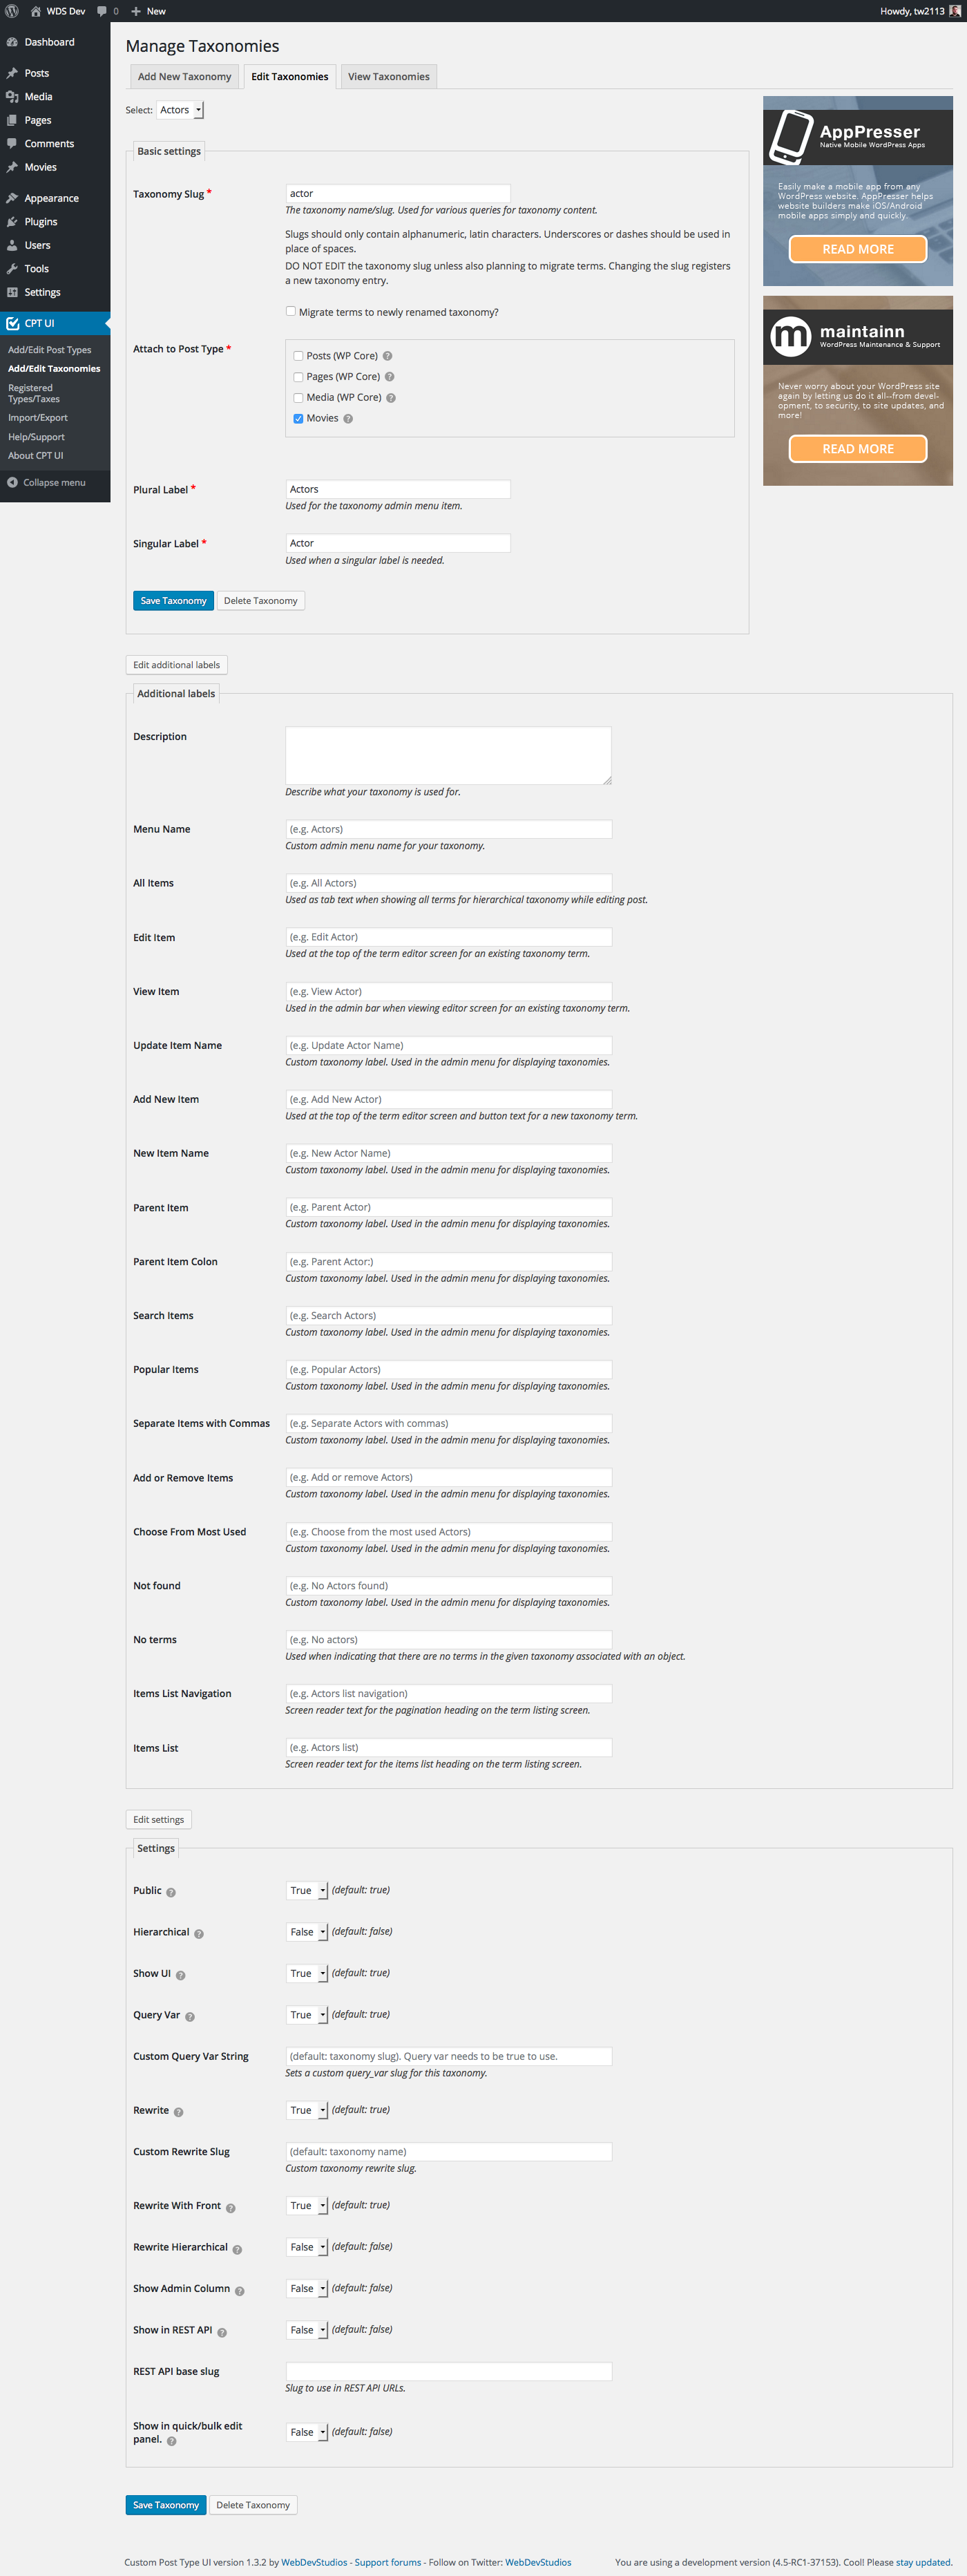 WDS Dev 0 New Howdy, tw2113
Dashboard
Posts
Media
Pages
Comments
Movies
Appearance
Plugins
Users
Tools
Settings
CPT UI
Add/Edit Post Types
Add/Edit Taxonomies
Registered
Types/Taxes
Import/Export
Help/Support
About CPT UI
Collapse menu
Manage Taxonomies
Add New Taxonomy Edit Taxonomies View Taxonomies
Select: Actors
Basic settings
Taxonomy Slug * actor
The taxonomy name/slug. Used for various queries for taxonomy content.
Slugs should only contain alphanumeric, latin characters. Underscores or dashes should be used in
place of spaces.
DO NOT EDIT the taxonomy slug unless also planning to migrate terms. Changing the slug registers
a new taxonomy entry.
Migrate terms to newly renamed taxonomy?
Attach to Post Type *
Posts (WP Core) ?
Pages (WP Core) ?
Media (WP Core) ?
Movies ?
Plural Label * Actors
Used for the taxonomy admin menu item.
Singular Label * Actor
Used when a singular label is needed.
Save Taxonomy Delete Taxonomy
AppPresser
Native Mobile WordPress Apps
Easily make a mobile app from any
WordPress website. AppPresser helps
website builders make iOS/Android
mobile apps simply and quickly.
READ MORE
m maintainn
WordPress Maintenance & Support
Never worry about your WordPress site
again by letting us do it all--from devel-
opment, to security, to site updates, and
more!
READ MORE
Edit additional labels
Additional labels
Description
Describe what your taxonomy is used for.
Menu Name (e.g. Actors)
Custom admin menu name for your taxonomy.
All Items (e.g. All Actors)
Used as tab text when showing all terms for hierarchical taxonomy while editing post.
Edit Item (e.g. Edit Actor)
Used at the top of the term editor screen for an existing taxonomy term.
View Item (e.g. View Actor)
Used in the admin bar when viewing editor screen for an existing taxonomy term.
Update Item Name (e.g. Update Actor Name)
Custom taxonomy label. Used in the admin menu for displaying taxonomies.
Add New Item (e.g. Add New Actor)
Used at the top of the term editor screen and button text for a new taxonomy term.
New Item Name (e.g. New Actor Name)
Custom taxonomy label. Used in the admin menu for displaying taxonomies.
Parent Item (e.g. Parent Actor)
Custom taxonomy label. Used in the admin menu for displaying taxonomies.
Parent Item Colon (e.g. Parent Actor:)
Custom taxonomy label. Used in the admin menu for displaying taxonomies.
Search Items (e.g. Search Actors)
Custom taxonomy label. Used in the admin menu for displaying taxonomies.
Popular Items (e.g. Popular Actors)
Custom taxonomy label. Used in the admin menu for displaying taxonomies.
Separate Items with Commas (e.g. Separate Actors with commas)
Custom taxonomy label. Used in the admin menu for displaying taxonomies.
Add or Remove Items (e.g. Add or remove Actors)
Custom taxonomy label. Used in the admin menu for displaying taxonomies.
Choose From Most Used (e.g. Choose from the most used Actors)
Custom taxonomy label. Used in the admin menu for displaying taxonomies.
Not found (e.g. No Actors found)
Custom taxonomy label. Used in the admin menu for displaying taxonomies.
No terms (e.g. No actors)
Used when indicating that there are no terms in the given taxonomy associated with an object.
Items List Navigation (e.g. Actors list navigation)
Screen reader text for the pagination heading on the term listing screen.
Items List (e.g. Actors list)
Screen reader text for the items list heading on the term listing screen.
Edit settings
Settings
Public ? True (default: true)
Hierarchical ? False (default: false)
Show UI ? True (default: true)
Query Var ? True (default: true)
Custom Query Var String (default: taxonomy slug). Query var needs to be true to use.
Sets a custom query_var slug for this taxonomy.
Rewrite ? True (default: true)
Custom Rewrite Slug (default: taxonomy name)
Custom taxonomy rewrite slug.
Rewrite With Front ? True (default: true)
Rewrite Hierarchical ? False (default: false)
Show Admin Column ? False (default: false)
Show in REST API ? False (default: false)
REST API base slug
Slug to use in REST API URLs.
Show in quick/bulk edit
panel. ? False (default: false)
Save Taxonomy Delete Taxonomy
Custom Post Type UI version 1.3.2 by WebDevStudios - Support forums - Follow on Twitter: WebDevStudios You are using a development version (4.5-RC1-37153). Cool! Please stay updated.